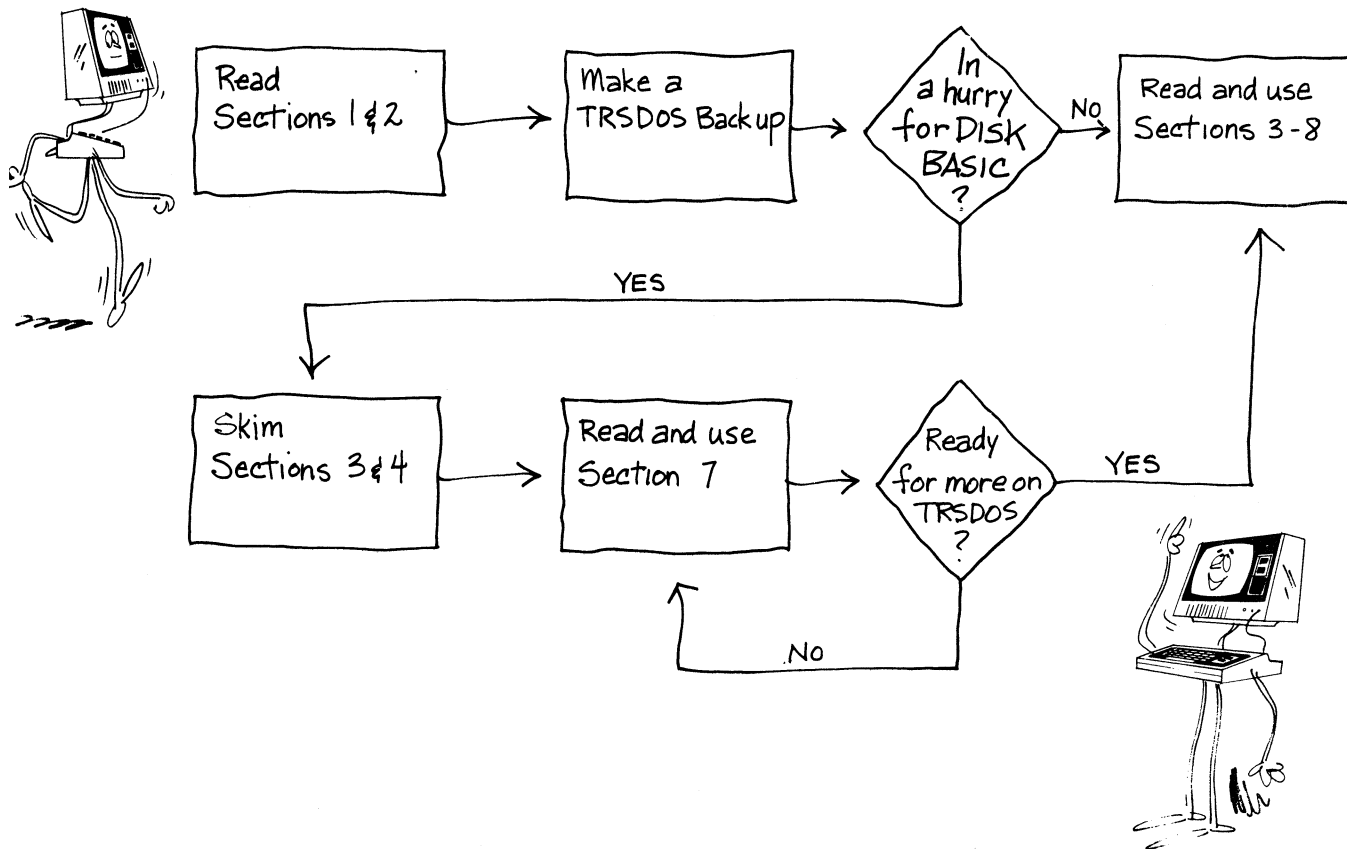 Read
Sections 1 & 2
Make a
TRSDOS Backup
In
a hurry
for DISK
BASIC
?
NO
Read and use
Sections 3-8
YES
Skim
Sections 3 & 4
Read and use
Section 7
Ready
for more on
TRSDOS
?
YES
NO